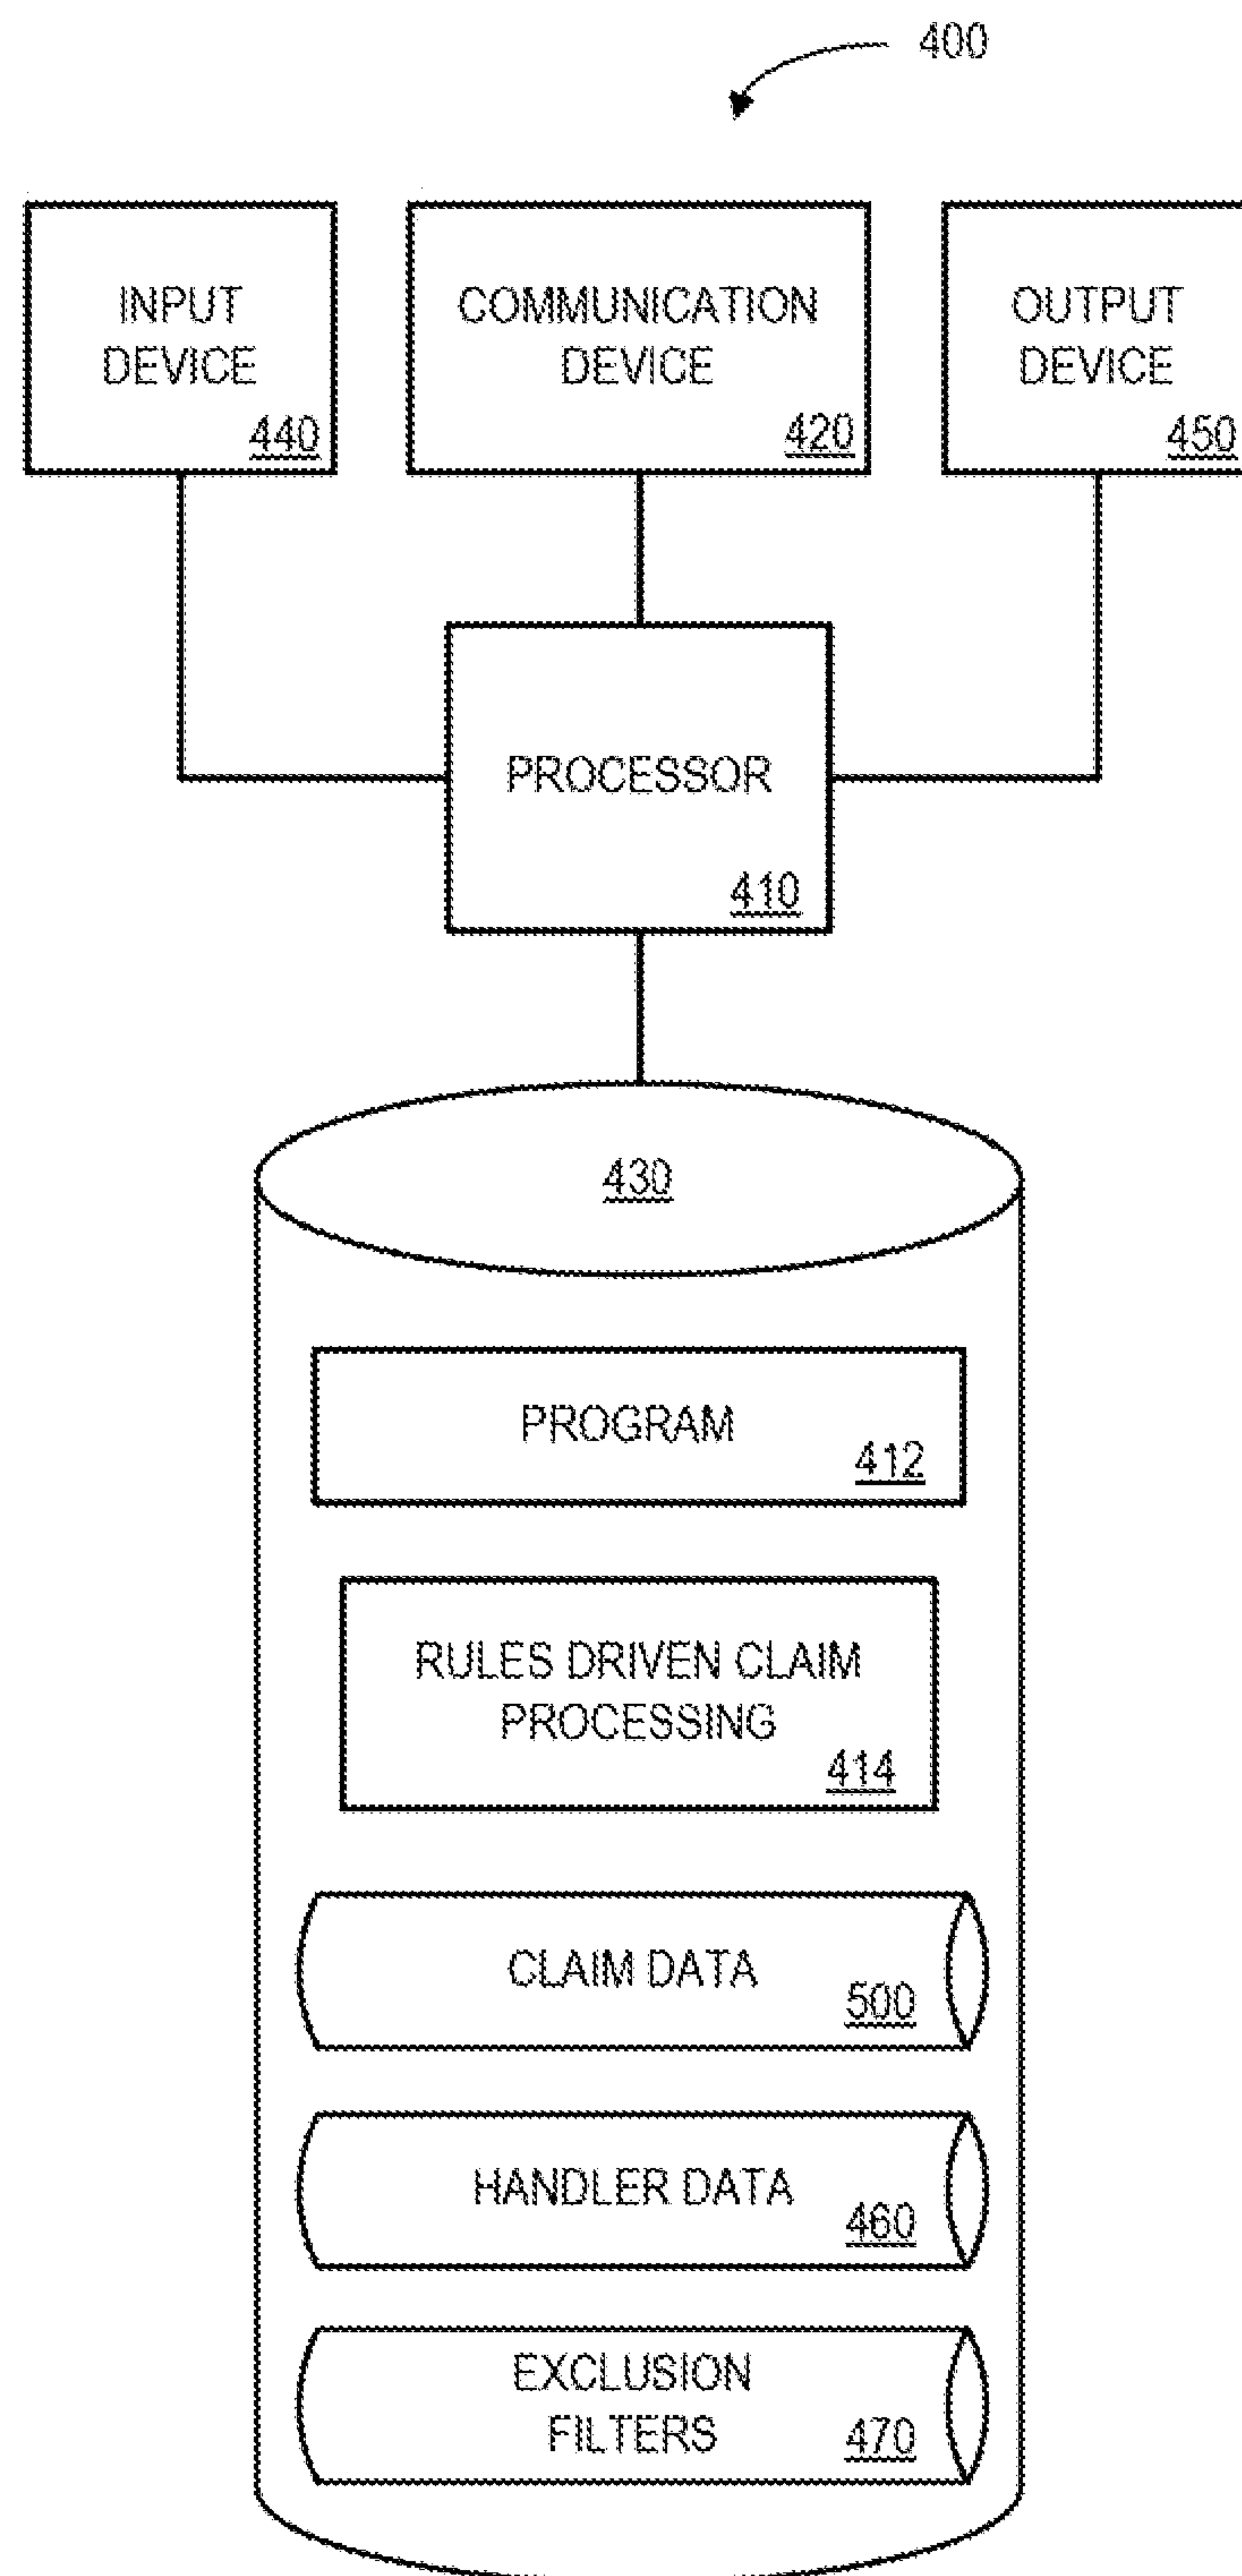 400
INPUT
DEVICE
440
COMMUNICATION
DEVICE
420
OUTPUT
DEVICE
450
PROCESSOR
410
430
PROGRAM
412
RULES DRIVEN CLAIM
PROCESSING
414
CLAIM DATA
500
HANDLER DATA
460
EXCLUSION
FILTERS
470